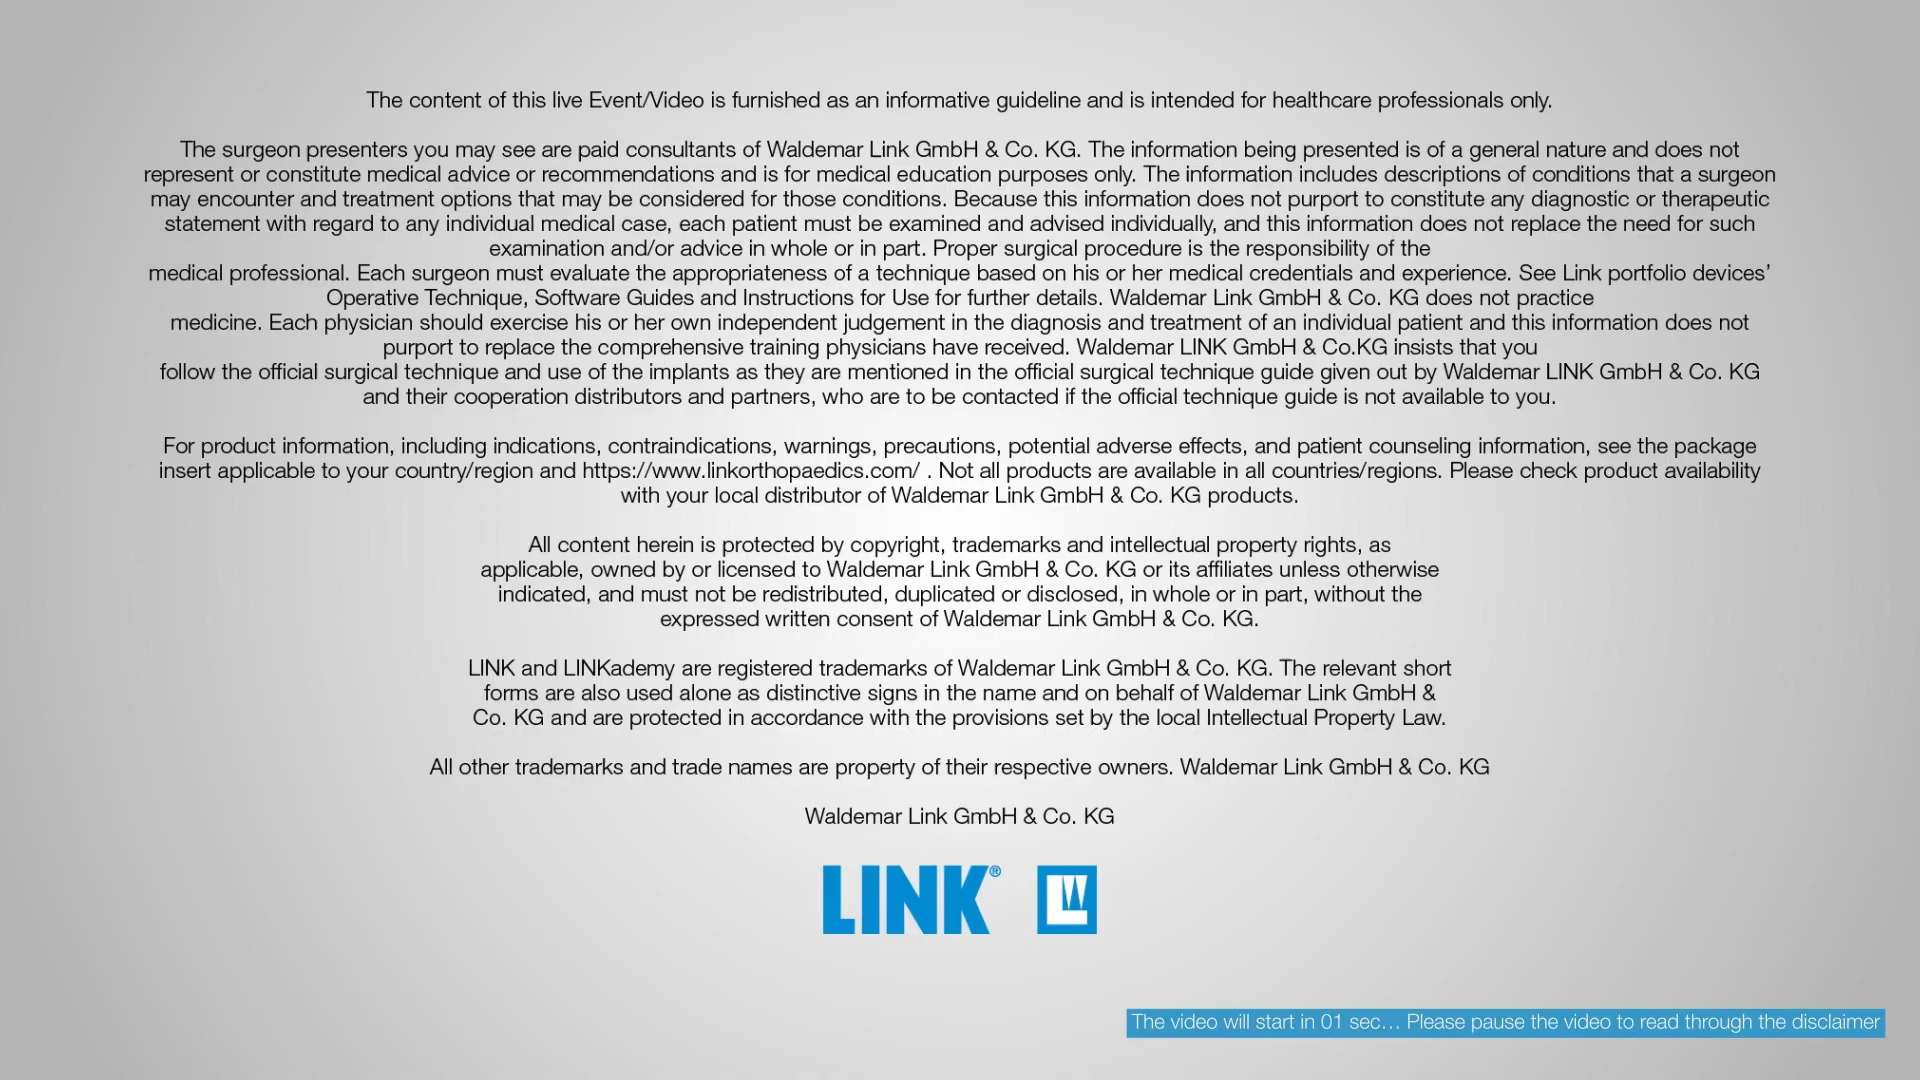 The content of this live Event/Video is furnished as an informative guideline and is intended for healthcare professionals only.
The surgeon presenters you may see are paid consultants of Waldemar Link GmbH & Co. KG. The information being presented is of a general nature and does not
represent or constitute medical advice or recommendations and is for medical education purposes only. The information includes descriptions of conditions that a surgeon
may encounter and treatment options that may be considered for those conditions. Because this information does not purport to constitute any diagnostic or therapeutic
statement with regard to any individual medical case, each patient must be examined and advised individually, and this information does not replace the need for such
examination and/or advice in whole or in part. Proper surgical procedure is the responsibility of the
medical professional. Each surgeon must evaluate the appropriateness of a technique based on his or her medical credentials and experience. See Link portfolio devices’
Operative Technique, Software Guides and Instructions for Use for further details. Waldemar Link GmbH & Co. KG does not practice
medicine. Each physician should exercise his or her own independent judgement in the diagnosis and treatment of an individual patient and this information does not
purport to replace the comprehensive training physicians have received. Waldemar LINK GmbH & Co.KG insists that you
follow the official surgical technique and use of the implants as they are mentioned in the official surgical technique guide given out by Waldemar LINK GmbH & Co. KG
and their cooperation distributors and partners, who are to be contacted if the official technique guide is not available to you.
For product information, including indications, contraindications, warnings, precautions, potential adverse effects, and patient counseling information, see the package
insert applicable to your country/region and https://www.linkorthopaedics.com/ . Not all products are available in all countries/regions. Please check product availability
with your local distributor of Waldemar Link GmbH & Co. KG products.
All content herein is protected by copyright, trademarks and intellectual property rights, as
applicable, owned by or licensed to Waldemar Link GmbH & Co. KG or its affiliates unless otherwise
indicated, and must not be redistributed, duplicated or disclosed, in whole or in part, without the
expressed written consent of Waldemar Link GmbH & Co. KG.
LINK and LINKademy are registered trademarks of Waldemar Link GmbH & Co. KG. The relevant short
forms are also used alone as distinctive signs in the name and on behalf of Waldemar Link GmbH &
Co. KG and are protected in accordance with the provisions set by the local Intellectual Property Law.
All other trademarks and trade names are property of their respective owners. Waldemar Link GmbH & Co. KG
Waldemar Link GmbH & Co. KG
LINK® LW
The video will start in 01 sec... Please pause the video to read through the disclaimer